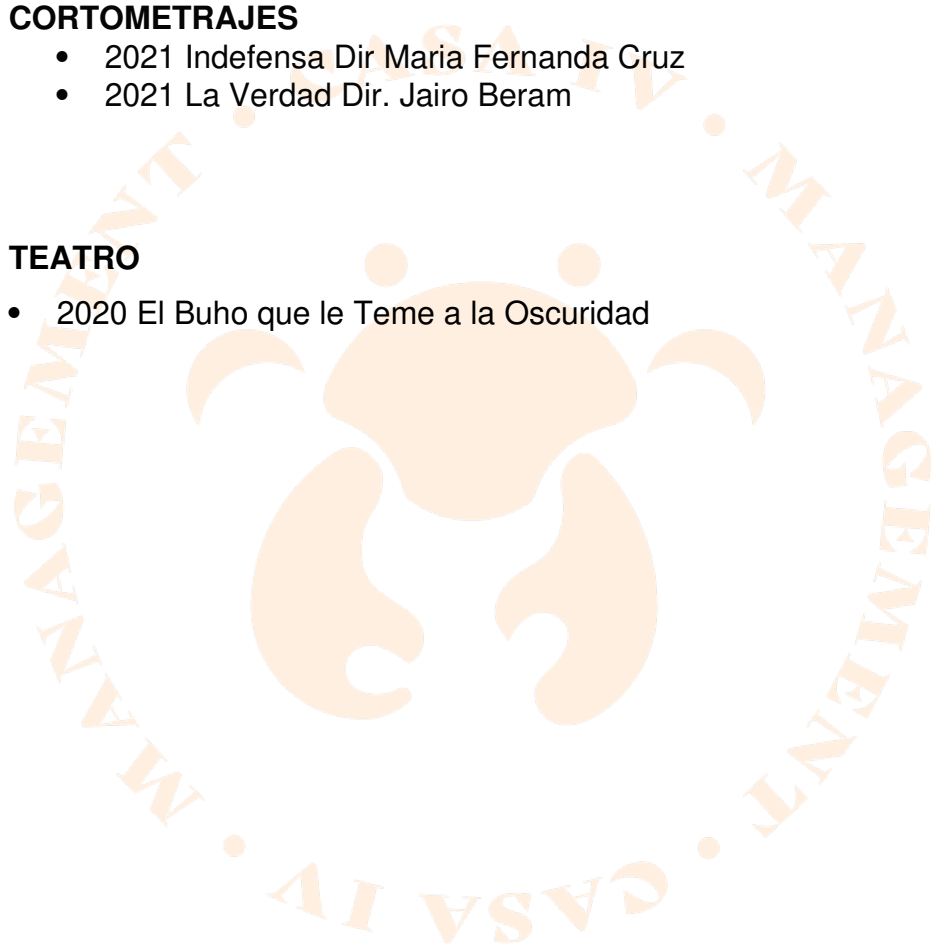 CORTOMETRAJES
• 2021 Indefensa Dir Maria Fernanda Cruz
• 2021 La Verdad Dir. Jairo Beram
TEATRO
• 2020 El Buho que le Teme a la Oscuridad
CASA IV • MANAGEMENT • CASA IV • MANAGEMENT •